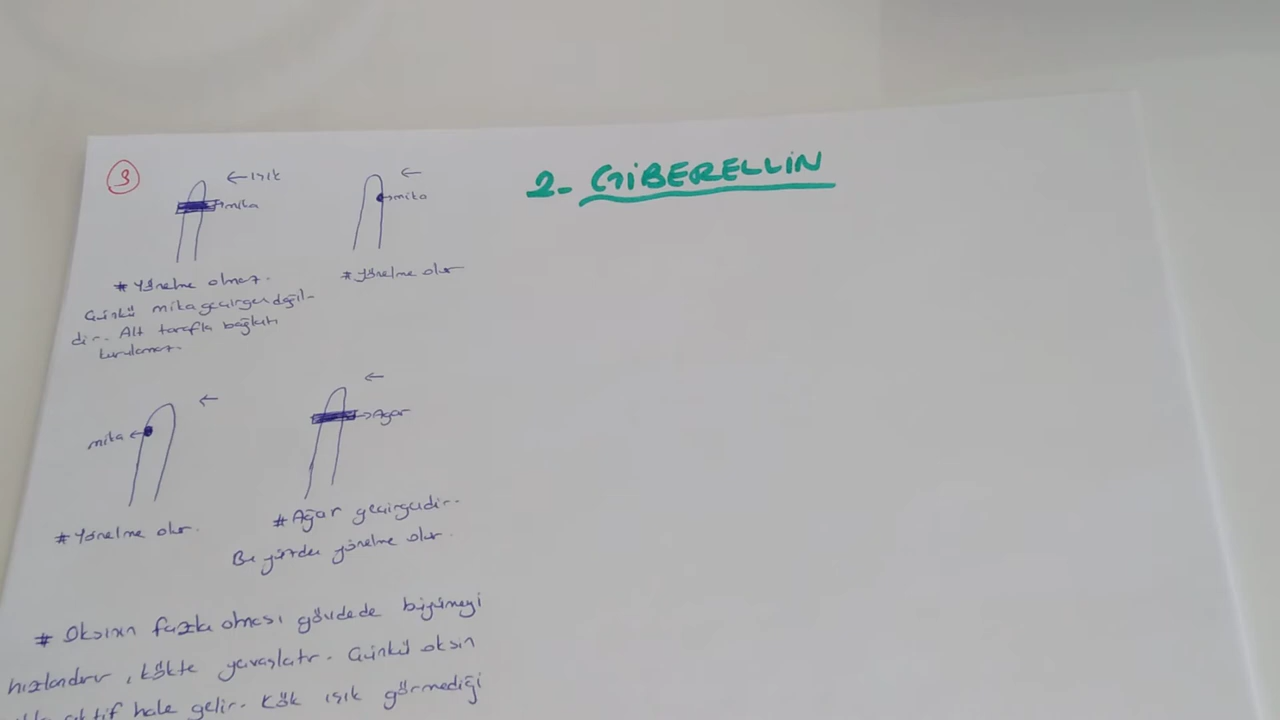 3
←Işık
mika
# Yönelme olmaz.
Çünkü mika geçirgen değil-
dir. Alt tarafla bağlantı
kurulamaz.
←
mika
# Yönelme olur
←
mika
# Yönelme olur.
←
Agar
# Ağar geçirgendir.
Bu yüzden yönelme olur.
# Oksinin fazla olması gövdede büyümeyi
hızlandırır, kökte yavaşlatır. Çünkü oksin
aktif hale gelir. Kök ışık görmediği
2- GİBERELLİN